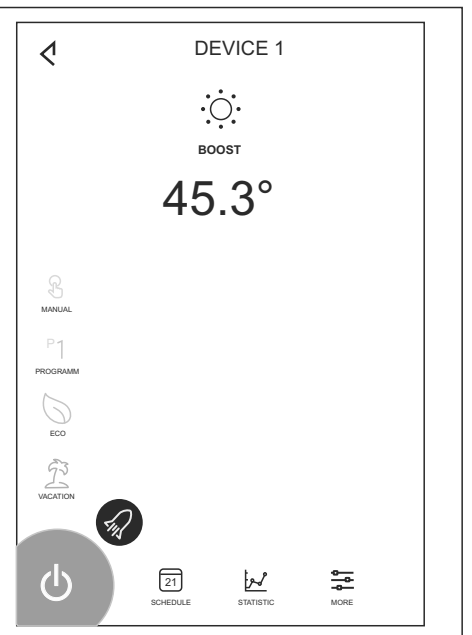 DEVICE 1
BOOST
45.3°
MANUAL
P1
PROGRAMM
ECO
VACATION
21
SCHEDULE
STATISTIC
MORE